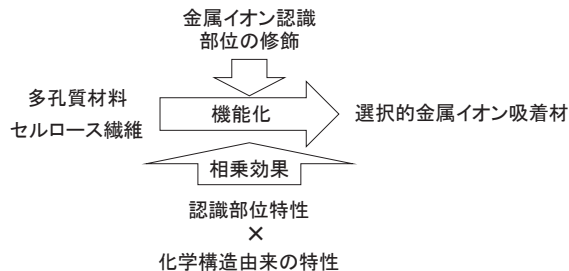 金属イオン認識
部位の修飾
多孔質材料
セルロース繊維
機能化
選択的金属イオン吸着材
相乗効果
認識部位特性
×
化学構造由来の特性